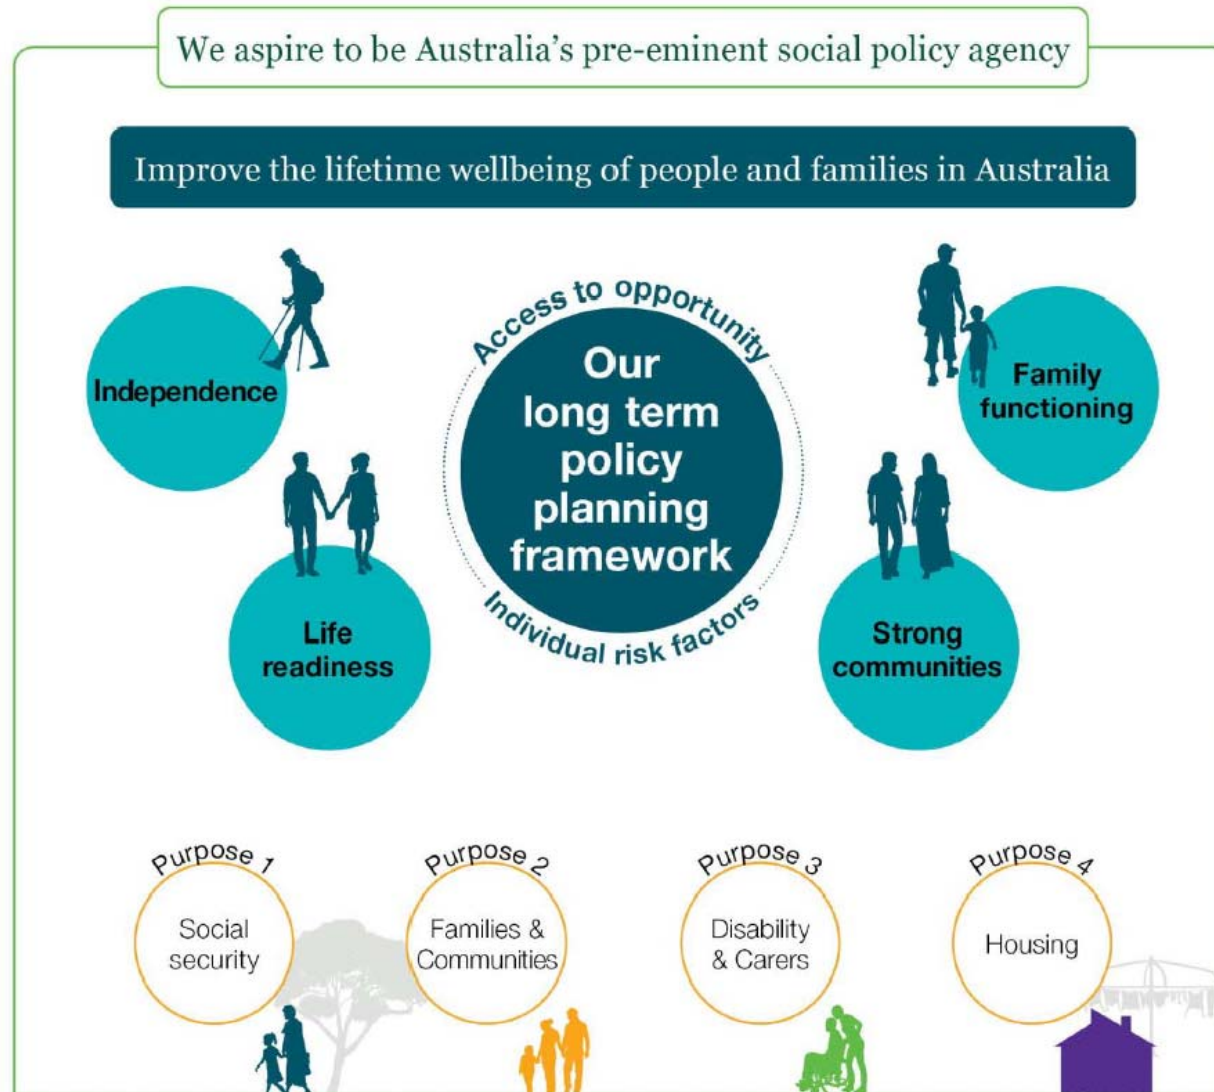 We aspire to be Australia's pre-eminent social policy agency
Improve the lifetime wellbeing of people and families in Australia
Independence
Life
readiness
Access to opportunity
Our
long term
policy
planning
framework
Individual risk factors
Family
functioning
Strong
communities
Purpose 1
Social
security
Purpose 2
Families &
Communities
Purpose 3
Disability
& Carers
Purpose 4
Housing